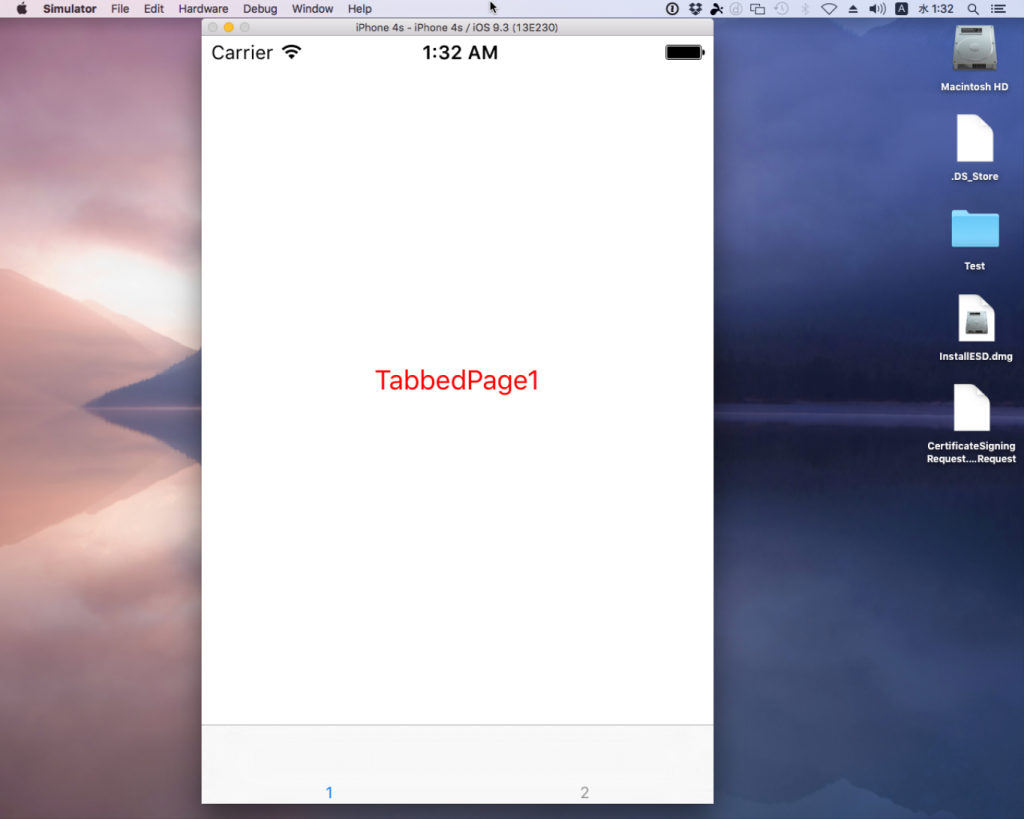 Simulator File Edit Hardware Debug Window Help A 水 1:32
iPhone 4s - iPhone 4s / iOS 9.3 (13E230)
Carrier 1:32 AM
TabbedPage1
1 2
Macintosh HD
.DS_Store
Test
InstallESD.dmg
CertificateSigning
Request....Request